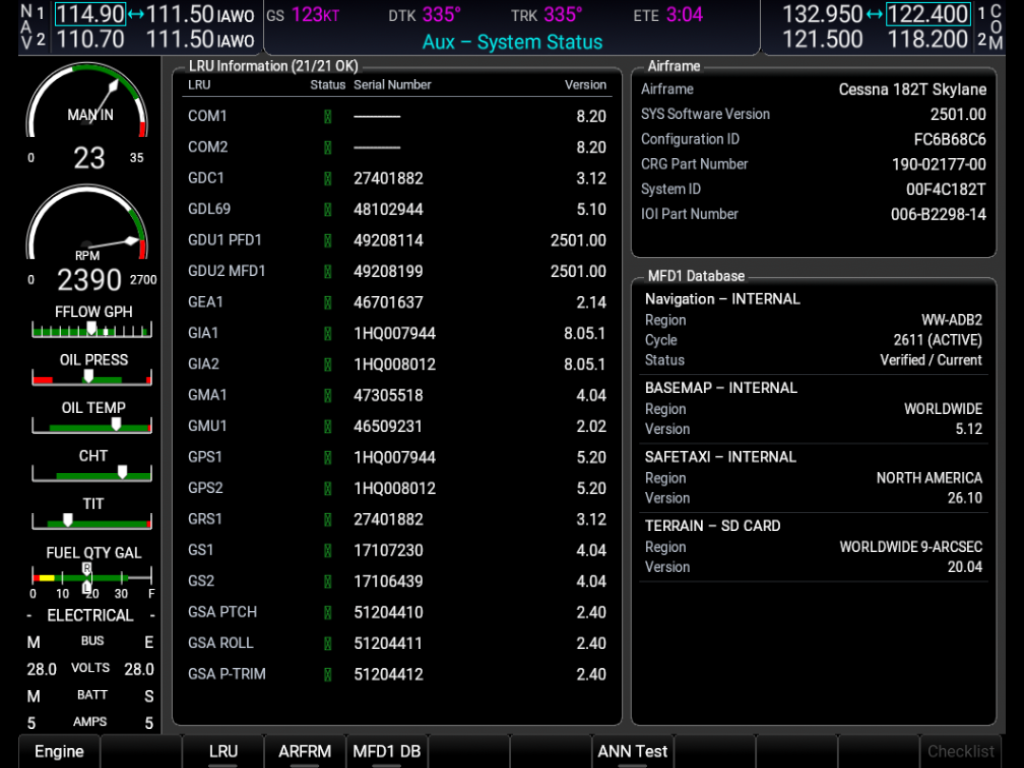 N 1 114.90 ↔ 111.50 IAWO GS 123KT DTK 335° TRK 335° ETE 3:04 132.950 ↔ 122.400 1 C
A V 2 110.70 111.50 IAWO Aux – System Status 121.500 118.200 2 O M
MAN IN
0 23 35
RPM
0 2390 2700
FFLOW GPH
OIL PRESS
OIL TEMP
CHT
TIT
FUEL QTY GAL
R
L
0 10 20 30 F
- ELECTRICAL -
M BUS E
28.0 VOLTS 28.0
M BATT S
5 AMPS 5
LRU Information (21/21 OK)
LRU Status Serial Number Version
COM1 ——— 8.20
COM2 ——— 8.20
GDC1 27401882 3.12
GDL69 48102944 5.10
GDU1 PFD1 49208114 2501.00
GDU2 MFD1 49208199 2501.00
GEA1 46701637 2.14
GIA1 1HQ007944 8.05.1
GIA2 1HQ008012 8.05.1
GMA1 47305518 4.04
GMU1 46509231 2.02
GPS1 1HQ007944 5.20
GPS2 1HQ008012 5.20
GRS1 27401882 3.12
GS1 17107230 4.04
GS2 17106439 4.04
GSA PTCH 51204410 2.40
GSA ROLL 51204411 2.40
GSA P-TRIM 51204412 2.40
Airframe
Airframe Cessna 182T Skylane
SYS Software Version 2501.00
Configuration ID FC6B68C6
CRG Part Number 190-02177-00
System ID 00F4C182T
IOI Part Number 006-B2298-14
MFD1 Database
Navigation – INTERNAL
Region WW-ADB2
Cycle 2611 (ACTIVE)
Status Verified / Current
BASEMAP – INTERNAL
Region WORLDWIDE
Version 5.12
SAFETAXI – INTERNAL
Region NORTH AMERICA
Version 26.10
TERRAIN – SD CARD
Region WORLDWIDE 9-ARCSEC
Version 20.04
Engine LRU ARFRM MFD1 DB ANN Test Checklist